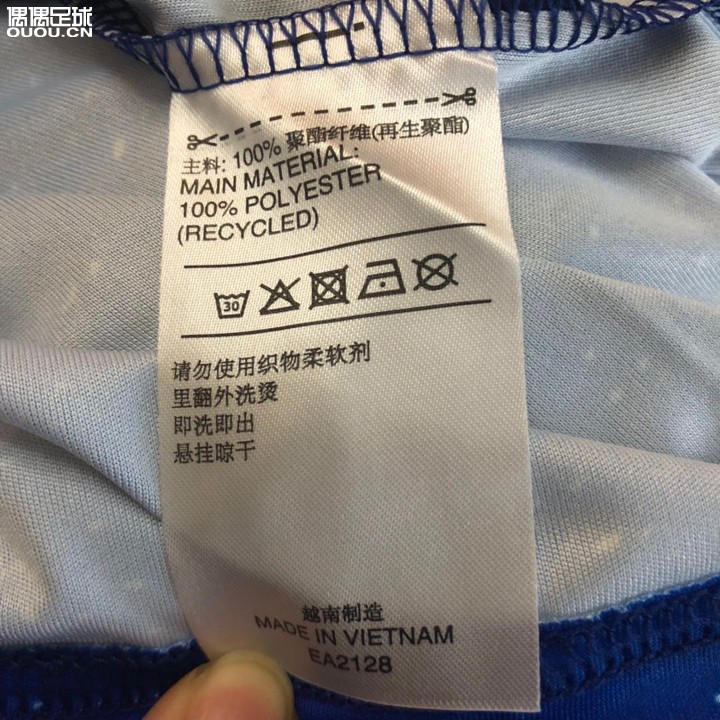 偶偶足球
OUOU.CN
主料: 100% 聚酯纤维(再生聚酯)
MAIN MATERIAL:
100% POLYESTER
(RECYCLED)
30
请勿使用织物柔软剂
里翻外洗烫
即洗即出
悬挂晾干
越南制造
MADE IN VIETNAM
EA2128